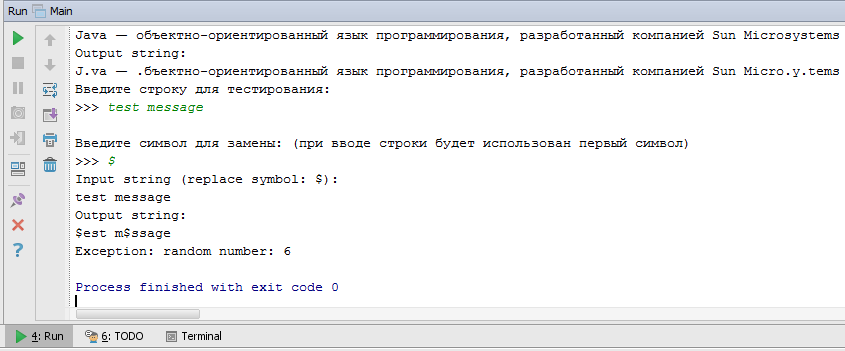 Run Main
Java — объектно-ориентированный язык программирования, разработанный компанией Sun Microsystems
Output string:
J.va — .бъектно-ориентированный язык программирования, разработанный компанией Sun Micro.y.tems
Введите строку для тестирования:
>>> test message
Введите символ для замены: (при вводе строки будет использован первый символ)
>>> $
Input string (replace symbol: $):
test message
Output string:
$est m$ssage
Exception: random number: 6
Process finished with exit code 0
4: Run 6: TODO Terminal